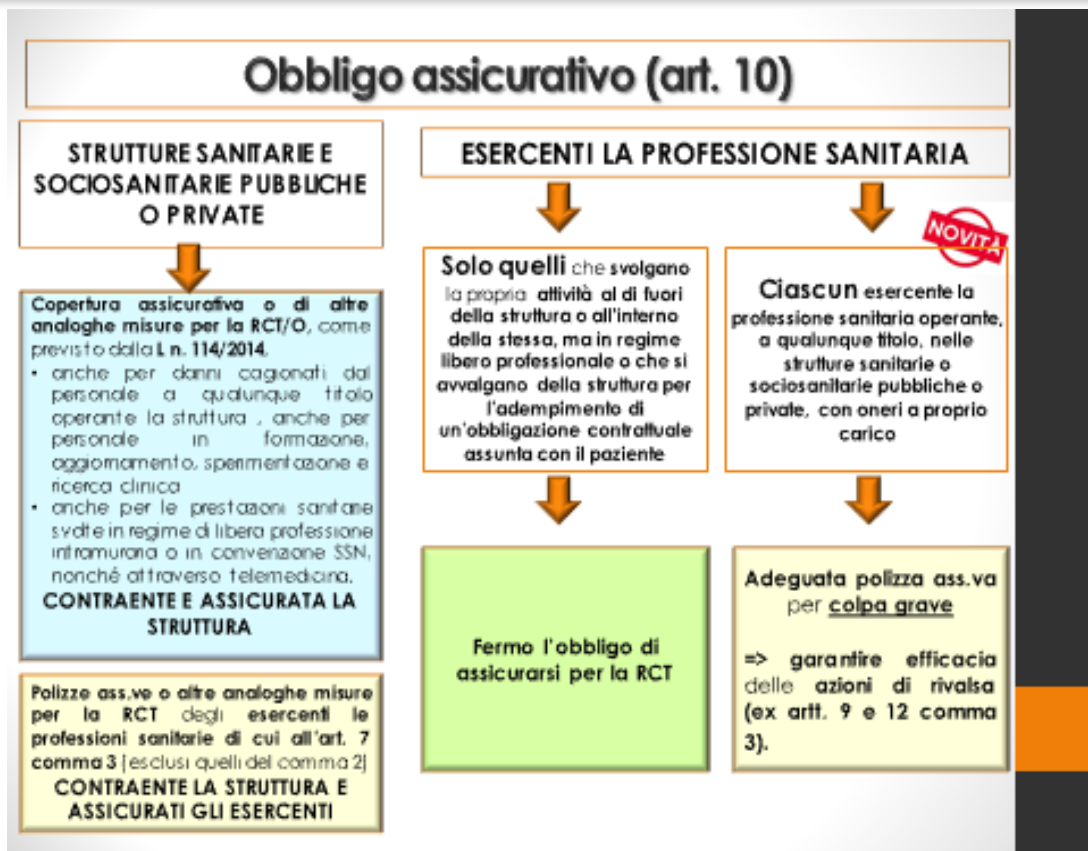 Obbligo assicurativo (art. 10)
STRUTTURE SANITARIE E
SOCIOSANITARIE PUBBLICHE
O PRIVATE
Copertura assicurativa o di altre
analoghe misure per la RCT/O, come
previsto dalla L n. 114/2014,
• anche per danni cagionati dal
personale a qualunque titolo
operante la struttura , anche per
personale in formazione,
aggiornamento, sperimentazione e
ricerca clinica
• anche per le prestazioni sanitarie
svolte in regime di libera professione
intramuraria o in convenzione SSN,
nonché attraverso telemedicina.
CONTRAENTE E ASSICURATA LA
STRUTTURA
Polizze ass.ve o altre analoghe misure
per la RCT degli esercenti le
professioni sanitarie di cui all'art. 7
comma 3 [esclusi quelli del comma 2]
CONTRAENTE LA STRUTTURA E
ASSICURATI GLI ESERCENTI
ESERCENTI LA PROFESSIONE SANITARIA
Solo quelli che svolgano
la propria attività al di fuori
della struttura o all'interno
della stessa, ma in regime
libero professionale o che si
avvalgano della struttura per
l'adempimento di
un'obbligazione contrattuale
assunta con il paziente
Fermo l'obbligo di
assicurarsi per la RCT
NOVITÀ
Ciascun esercente la
professione sanitaria operante,
a qualunque titolo, nelle
strutture sanitarie o
sociosanitarie pubbliche o
private, con oneri a proprio
carico
Adeguata polizza ass.va
per colpa grave
=> garantire efficacia
delle azioni di rivalsa
(ex artt. 9 e 12 comma
3).